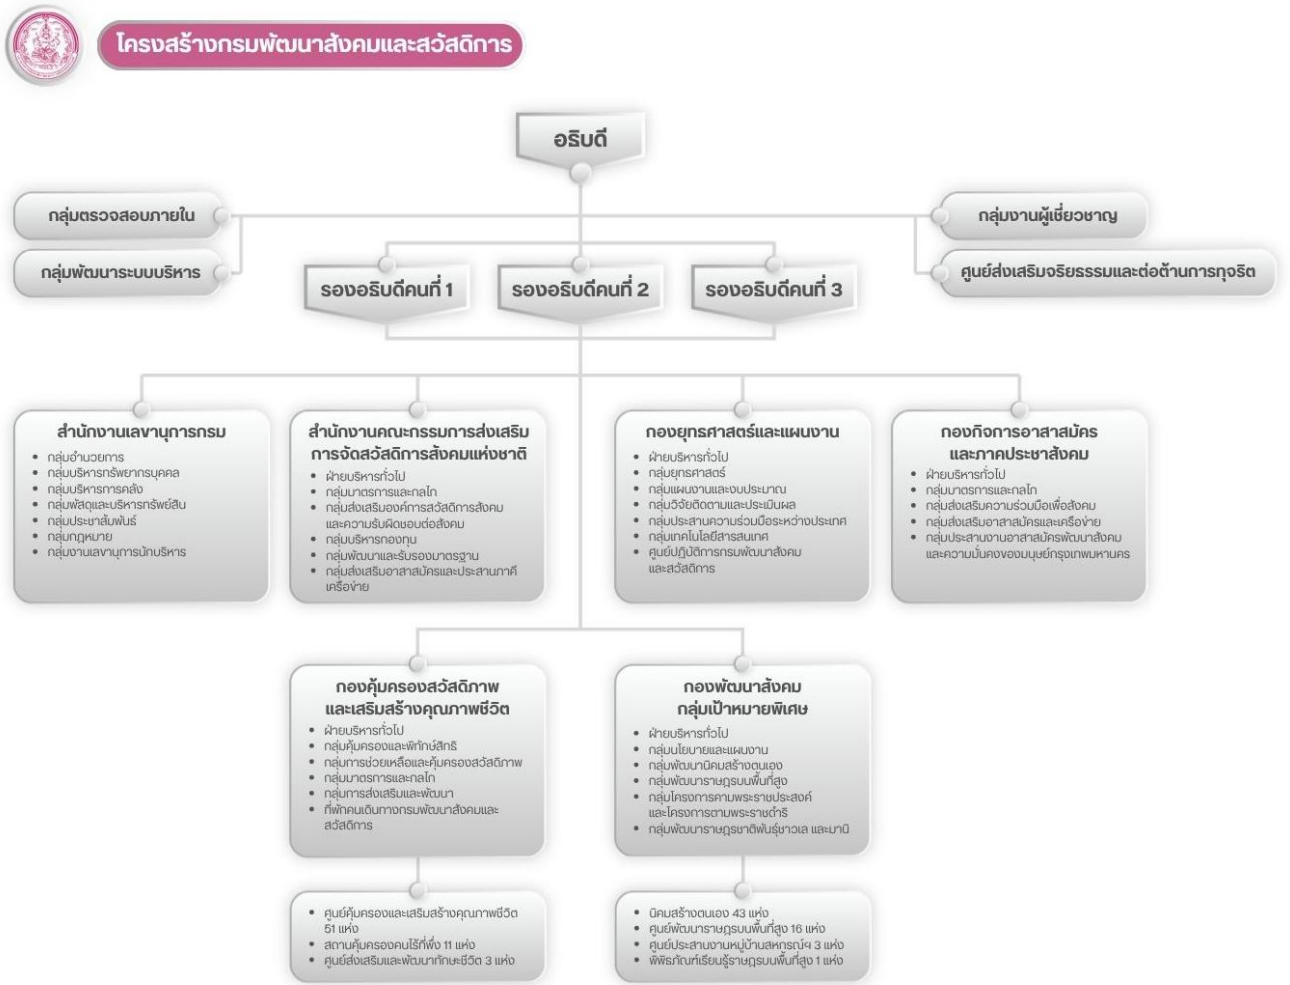 โครงสร้างกรมพัฒนาสังคมและสวัสดิการ
อธิบดี
กลุ่มตรวจสอบภายใน
กลุ่มงานผู้เชี่ยวชาญ
กลุ่มพัฒนาระบบบริหาร
ศูนย์ส่งเสริมจริยธรรมและต่อต้านการทุจริต
รองอธิบดีคนที่ 1
รองอธิบดีคนที่ 2
รองอธิบดีคนที่ 3
สำนักงานเลขานุการกรม
• กลุ่มอำนวยการ
• กลุ่มบริหารทรัพยากรบุคคล
• กลุ่มบริหารการคลัง
• กลุ่มพัสดุและบริหารทรัพย์สิน
• กลุ่มประชาสัมพันธ์
• กลุ่มกฎหมาย
• กลุ่มงานเลขานุการนักบริหาร
สำนักงานคณะกรรมการส่งเสริม
การจัดสวัสดิการสังคมแห่งชาติ
• ฝ่ายบริหารทั่วไป
• กลุ่มมาตรการและกลไก
• กลุ่มส่งเสริมองค์การสวัสดิการสังคม
และความรับผิดชอบต่อสังคม
• กลุ่มบริหารกองทุน
• กลุ่มพัฒนาและรับรองมาตรฐาน
• กลุ่มส่งเสริมอาสาสมัครและประสานภาคี
เครือข่าย
กองยุทธศาสตร์และแผนงาน
• ฝ่ายบริหารทั่วไป
• กลุ่มยุทธศาสตร์
• กลุ่มแผนงานและงบประมาณ
• กลุ่มวิจัยติดตามและประเมินผล
• กลุ่มประสานความร่วมมือระหว่างประเทศ
• กลุ่มเทคโนโลยีสารสนเทศ
• ศูนย์ปฏิบัติการกรมพัฒนาสังคม
และสวัสดิการ
กองกิจการอาสาสมัคร
และภาคประชาสังคม
• ฝ่ายบริหารทั่วไป
• กลุ่มมาตรการและกลไก
• กลุ่มส่งเสริมความร่วมมือเพื่อสังคม
• กลุ่มส่งเสริมอาสาสมัครและเครือข่าย
• กลุ่มประสานงานอาสาสมัครพัฒนาสังคม
และความมั่นคงของมนุษย์กรุงเทพมหานคร
กองคุ้มครองสวัสดิภาพ
และเสริมสร้างคุณภาพชีวิต
• ฝ่ายบริหารทั่วไป
• กลุ่มคุ้มครองและพิทักษ์สิทธิ
• กลุ่มการช่วยเหลือและคุ้มครองสวัสดิภาพ
• กลุ่มมาตรการและกลไก
• กลุ่มการส่งเสริมและพัฒนา
• ที่พักคนเดินทางกรมพัฒนาสังคมและ
สวัสดิการ
กองพัฒนาสังคม
กลุ่มเป้าหมายพิเศษ
• ฝ่ายบริหารทั่วไป
• กลุ่มนโยบายและแผนงาน
• กลุ่มพัฒนานิคมสร้างตนเอง
• กลุ่มพัฒนาราษฎรบนพื้นที่สูง
• กลุ่มโครงการตามพระราชประสงค์
และโครงการตามพระราชดำริ
• กลุ่มพัฒนาราษฎรชาติพันธุ์ชาวเล และมานิ
• ศูนย์คุ้มครองและเสริมสร้างคุณภาพชีวิต
51 แห่ง
• สถานคุ้มครองคนไร้ที่พึ่ง 11 แห่ง
• ศูนย์ส่งเสริมและพัฒนาทักษะชีวิต 3 แห่ง
• นิคมสร้างตนเอง 43 แห่ง
• ศูนย์พัฒนาราษฎรบนพื้นที่สูง 16 แห่ง
• ศูนย์ประสานงานหมู่บ้านสหกรณ์ฯ 3 แห่ง
• พิพิธภัณฑ์เรียนรู้ราษฎรบนพื้นที่สูง 1 แห่ง